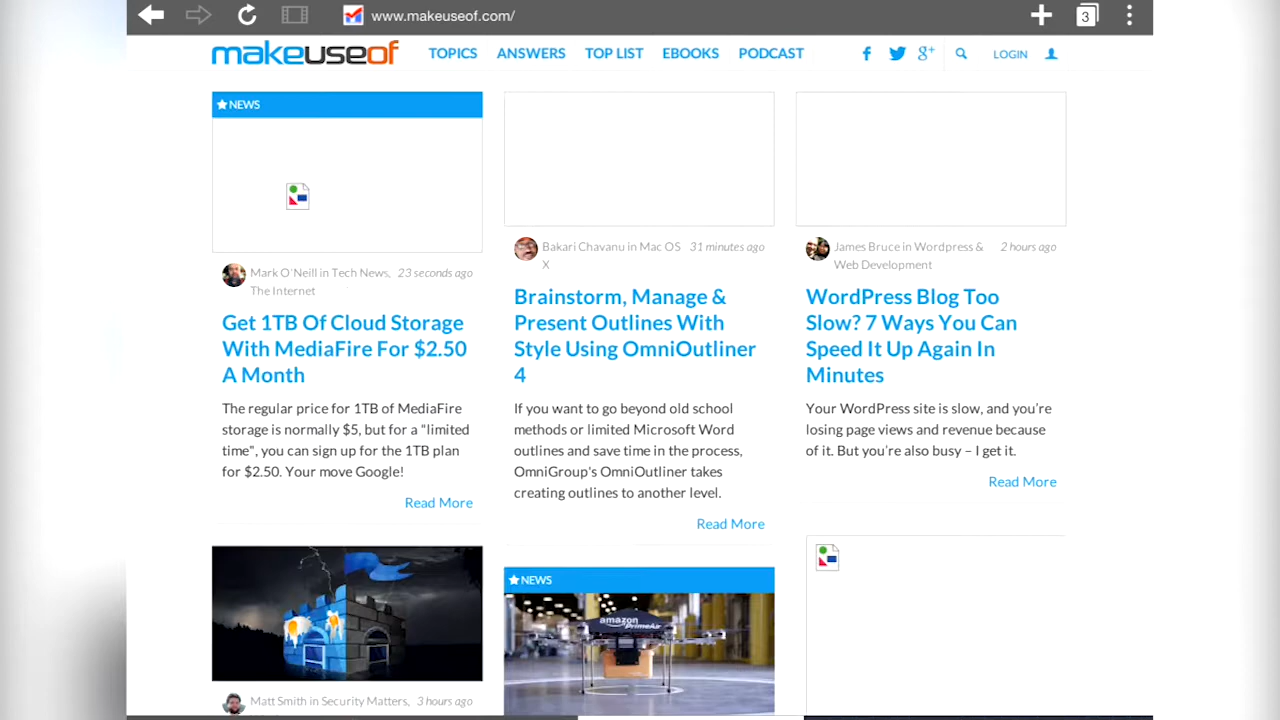 www.makeuseof.com/
3
makeuseof
TOPICS
ANSWERS
TOP LIST
EBOOKS
PODCAST
LOGIN
NEWS
Mark O'Neill in Tech News,
The Internet
23 seconds ago
Get 1TB Of Cloud Storage
With MediaFire For $2.50
A Month
The regular price for 1TB of MediaFire
storage is normally $5, but for a "limited
time", you can sign up for the 1TB plan
for $2.50. Your move Google!
Read More
Bakari Chavanu in Mac OS
X
31 minutes ago
Brainstorm, Manage &
Present Outlines With
Style Using OmniOutliner
4
If you want to go beyond old school
methods or limited Microsoft Word
outlines and save time in the process,
OmniGroup's OmniOutliner takes
creating outlines to another level.
Read More
James Bruce in Wordpress &
Web Development
2 hours ago
WordPress Blog Too
Slow? 7 Ways You Can
Speed It Up Again In
Minutes
Your WordPress site is slow, and you're
losing page views and revenue because
of it. But you're also busy – I get it.
Read More
Matt Smith in Security Matters,
3 hours ago
NEWS
amazon
PrimeAir